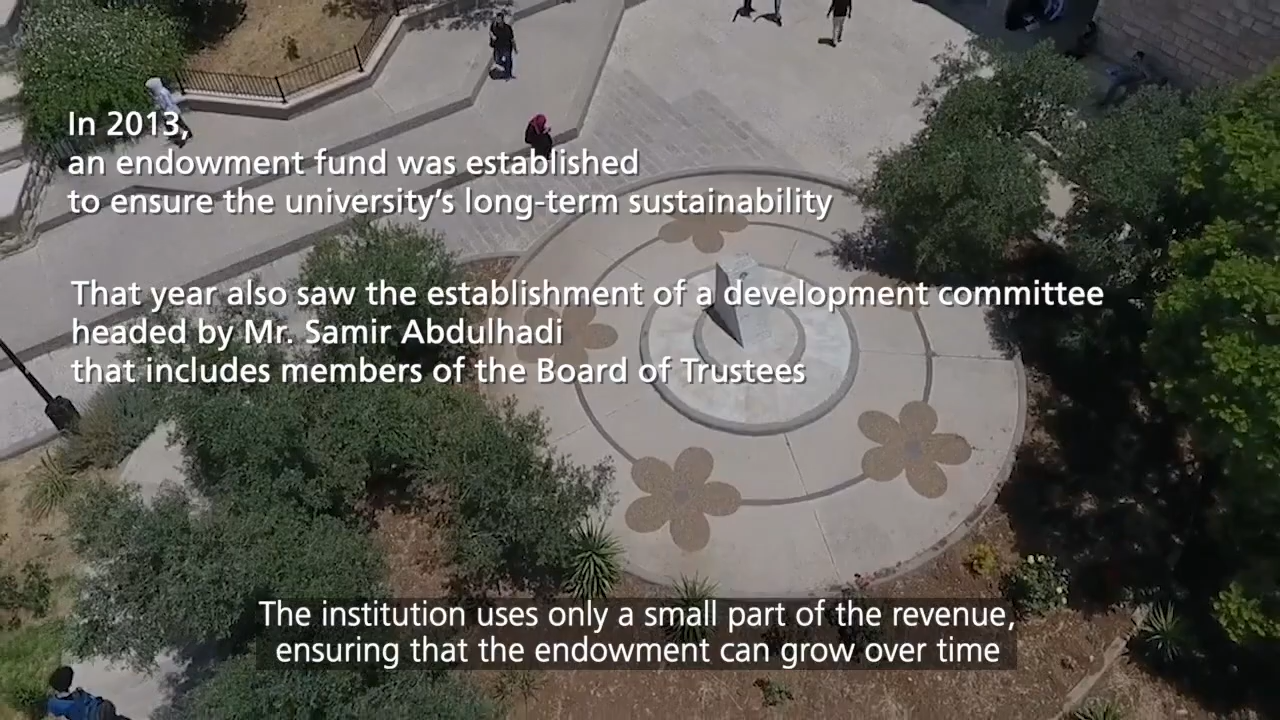 In 2013,
an endowment fund was established
to ensure the university's long-term sustainability
That year also saw the establishment of a development committee
headed by Mr. Samir Abdulhadi
that includes members of the Board of Trustees
The institution uses only a small part of the revenue,
ensuring that the endowment can grow over time